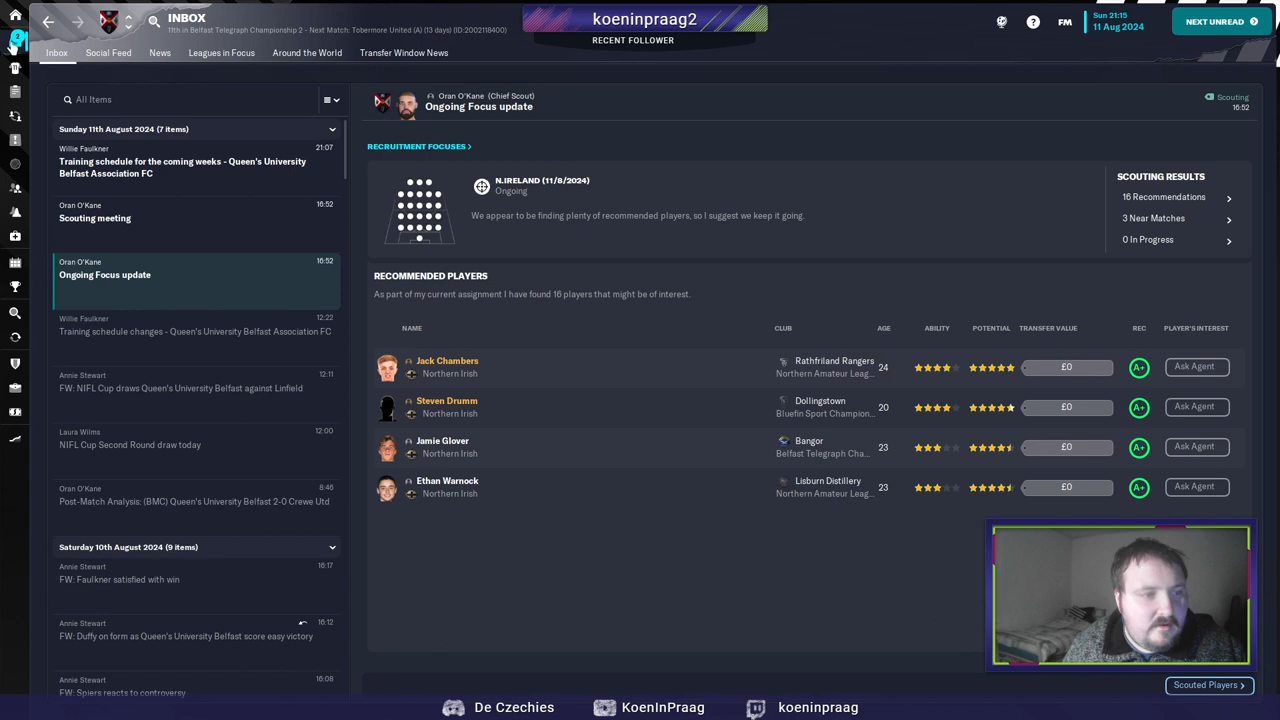 INBOX
11th in Belfast Telegraph Championship 2 - Next Match: Tobermore United (A) (13 days) (ID:2002118400)
koeninpraag2
RECENT FOLLOWER
FM
Sun 21:15
11 Aug 2024
NEXT UNREAD
2
Inbox
Social Feed
News
Leagues in Focus
Around the World
Transfer Window News
All Items
Sunday 11th August 2024 (7 items)
Willie Faulkner 21:07
Training schedule for the coming weeks - Queen's University
Belfast Association FC
Oran O'Kane 16:52
Scouting meeting
Oran O'Kane 16:52
Ongoing Focus update
Willie Faulkner 12:22
Training schedule changes - Queen's University Belfast Association FC
Annie Stewart 12:11
FW: NIFL Cup draws Queen's University Belfast against Linfield
Laura Wilms 12:00
NIFL Cup Second Round draw today
Oran O'Kane 8:46
Post-Match Analysis: (BMC) Queen's University Belfast 2-0 Crewe Utd
Saturday 10th August 2024 (9 items)
Annie Stewart 16:17
FW: Faulkner satisfied with win
Annie Stewart 16:12
FW: Duffy on form as Queen's University Belfast score easy victory
Annie Stewart 16:08
FW: Spiers reacts to controversy
Oran O'Kane (Chief Scout)
Ongoing Focus update
Scouting
16:52
RECRUITMENT FOCUSES
N.IRELAND (11/8/2024)
Ongoing
We appear to be finding plenty of recommended players, so I suggest we keep it going.
SCOUTING RESULTS
16 Recommendations
3 Near Matches
0 In Progress
RECOMMENDED PLAYERS
As part of my current assignment I have found 16 players that might be of interest.
NAME CLUB AGE ABILITY POTENTIAL TRANSFER VALUE REC PLAYER'S INTEREST
Jack Chambers Rathfriland Rangers 24 £0 A+ Ask Agent
Northern Irish Northern Amateur Leag...
Steven Drumm Dollingstown 20 £0 A+ Ask Agent
Northern Irish Bluefin Sport Champion...
Jamie Glover Bangor 23 £0 A+ Ask Agent
Northern Irish Belfast Telegraph Cha...
Ethan Warnock Lisburn Distillery 23 £0 A+ Ask Agent
Northern Irish Northern Amateur Leag...
Scouted Players
De Czechies
KoenInPraag
koeninpraag